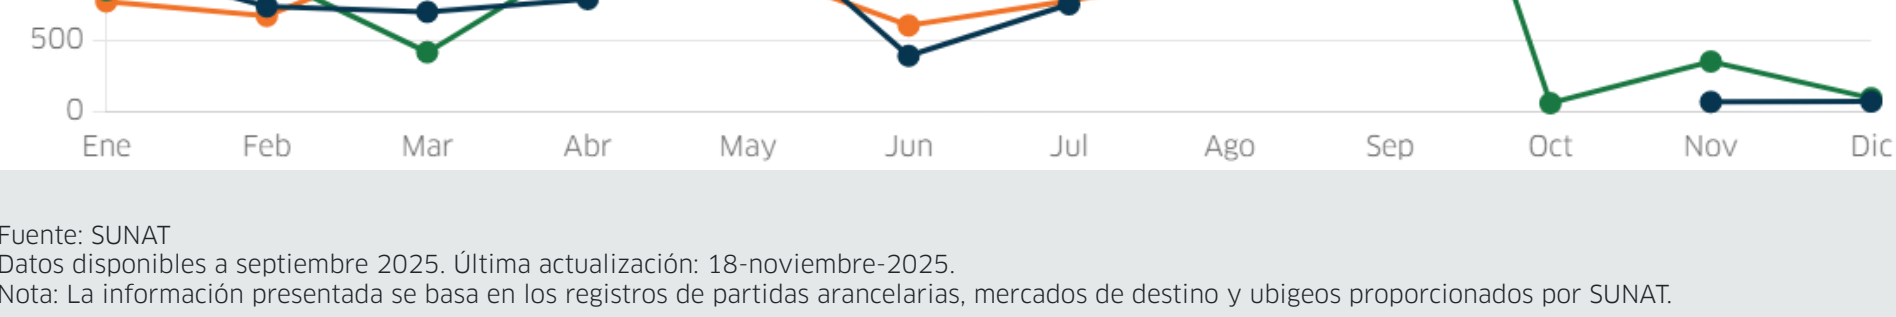 500
0
Ene Feb Mar Abr May Jun Jul Ago Sep Oct Nov Dic
Fuente: SUNAT
Datos disponibles a septiembre 2025. Última actualización: 18-noviembre-2025.
Nota: La información presentada se basa en los registros de partidas arancelarias, mercados de destino y ubigeos proporcionados por SUNAT.